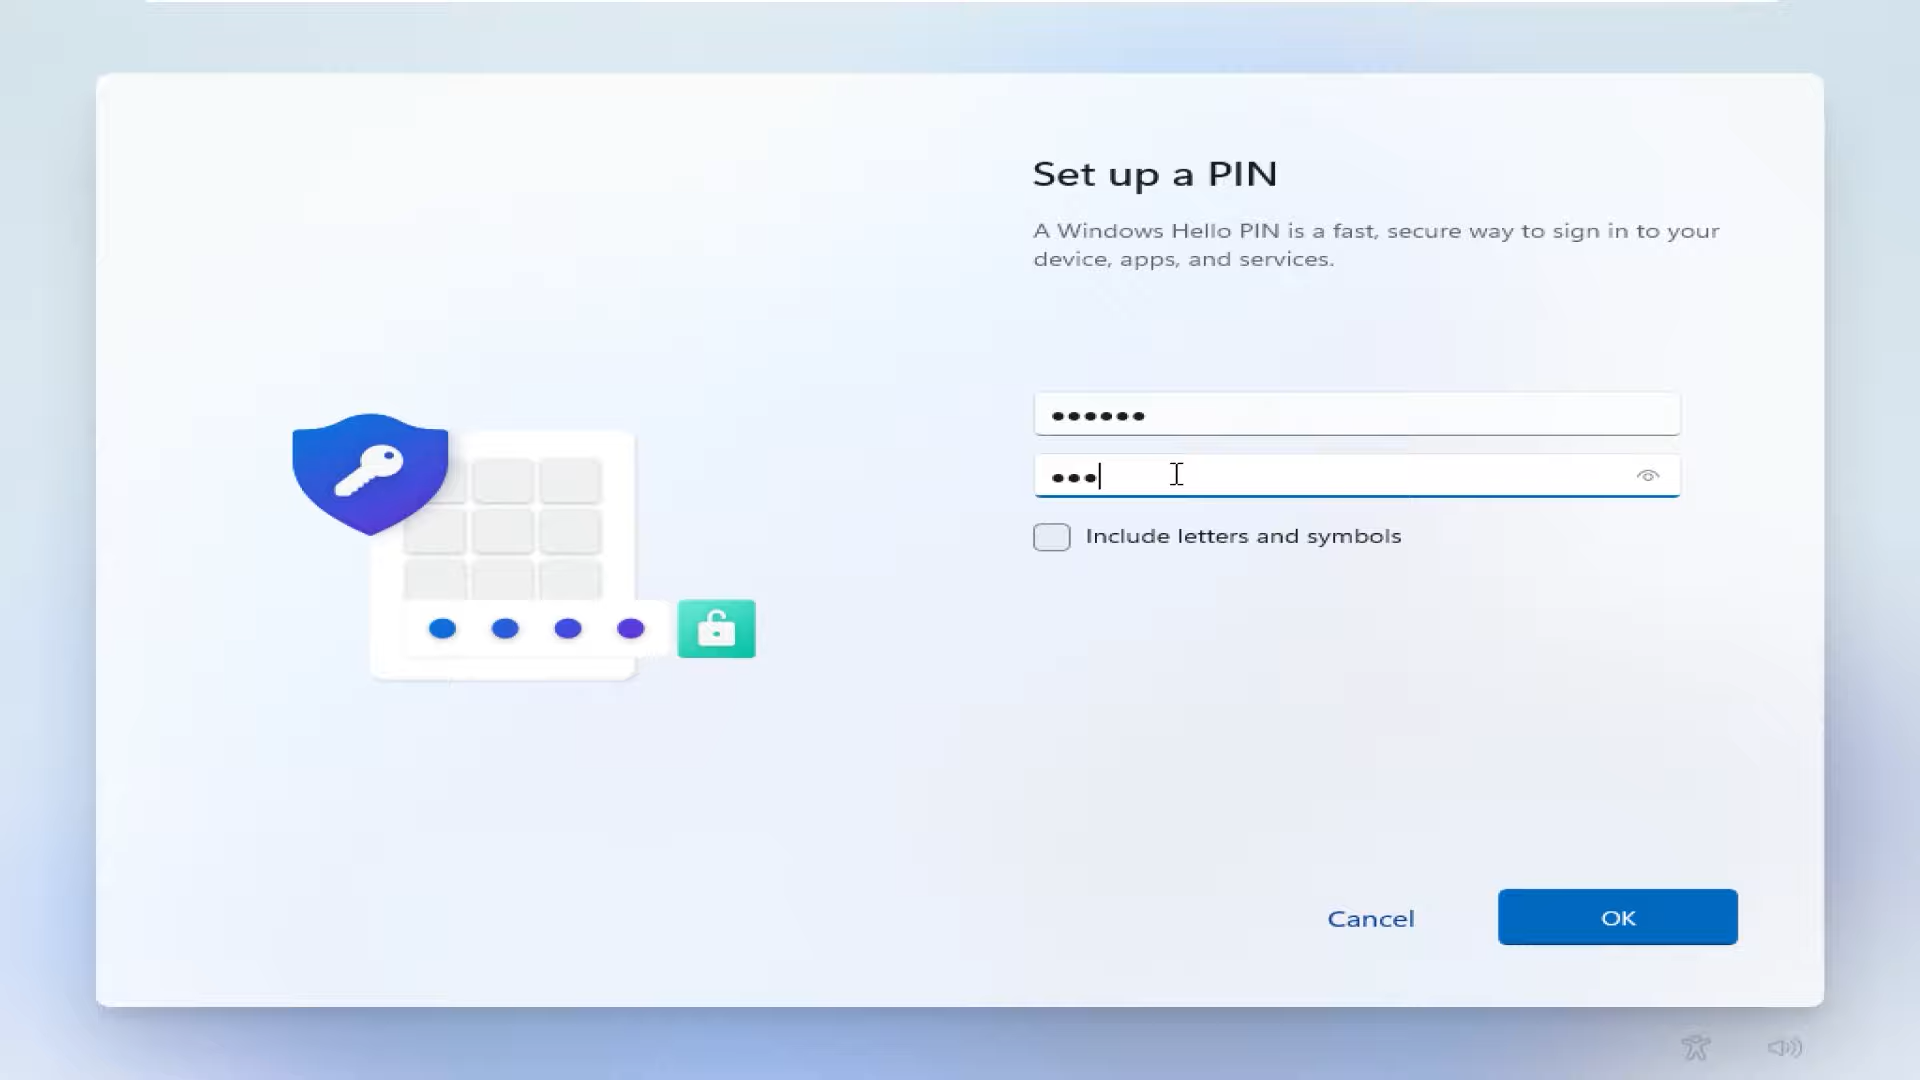 Set up a PIN
A Windows Hello PIN is a fast, secure way to sign in to your
device, apps, and services.
●●●●●●
●●●
Include letters and symbols
Cancel
OK